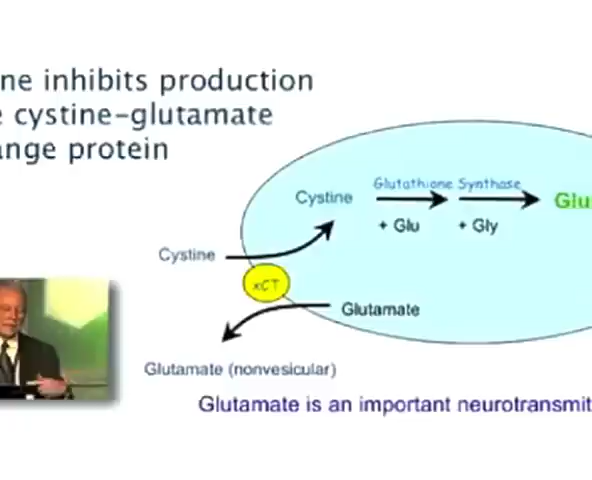 ne inhibits production
e cystine-glutamate
ange protein
Glutathione Synthase
Cystine
Glu
+ Glu + Gly
Cystine
xCT
Glutamate
Glutamate (nonvesicular)
Glutamate is an important neurotransmit